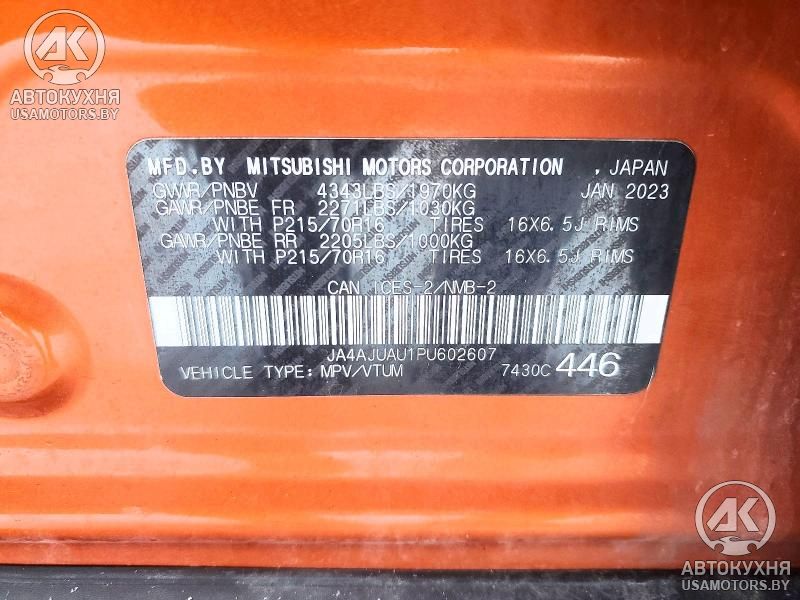 АК
АВТОКУХНЯ
USAMOTORS.BY
MFD.BY MITSUBISHI MOTORS CORPORATION , JAPAN
GVWR/PNBV 4343LBS/1970KG JAN 2023
GAWR/PNBE FR 2271LBS/1030KG
WITH P215/70R16 TIRES 16X6.5J RIMS
GAWR/PNBE RR 2205LBS/1000KG
WITH P215/70R16 TIRES 16X6.5J RIMS
CAN ICES-2/NMB-2
JA4AJUAU1PU602607
VEHICLE TYPE: MPV/VTUM 7430C 446
АК
АВТОКУХНЯ
USAMOTORS.BY